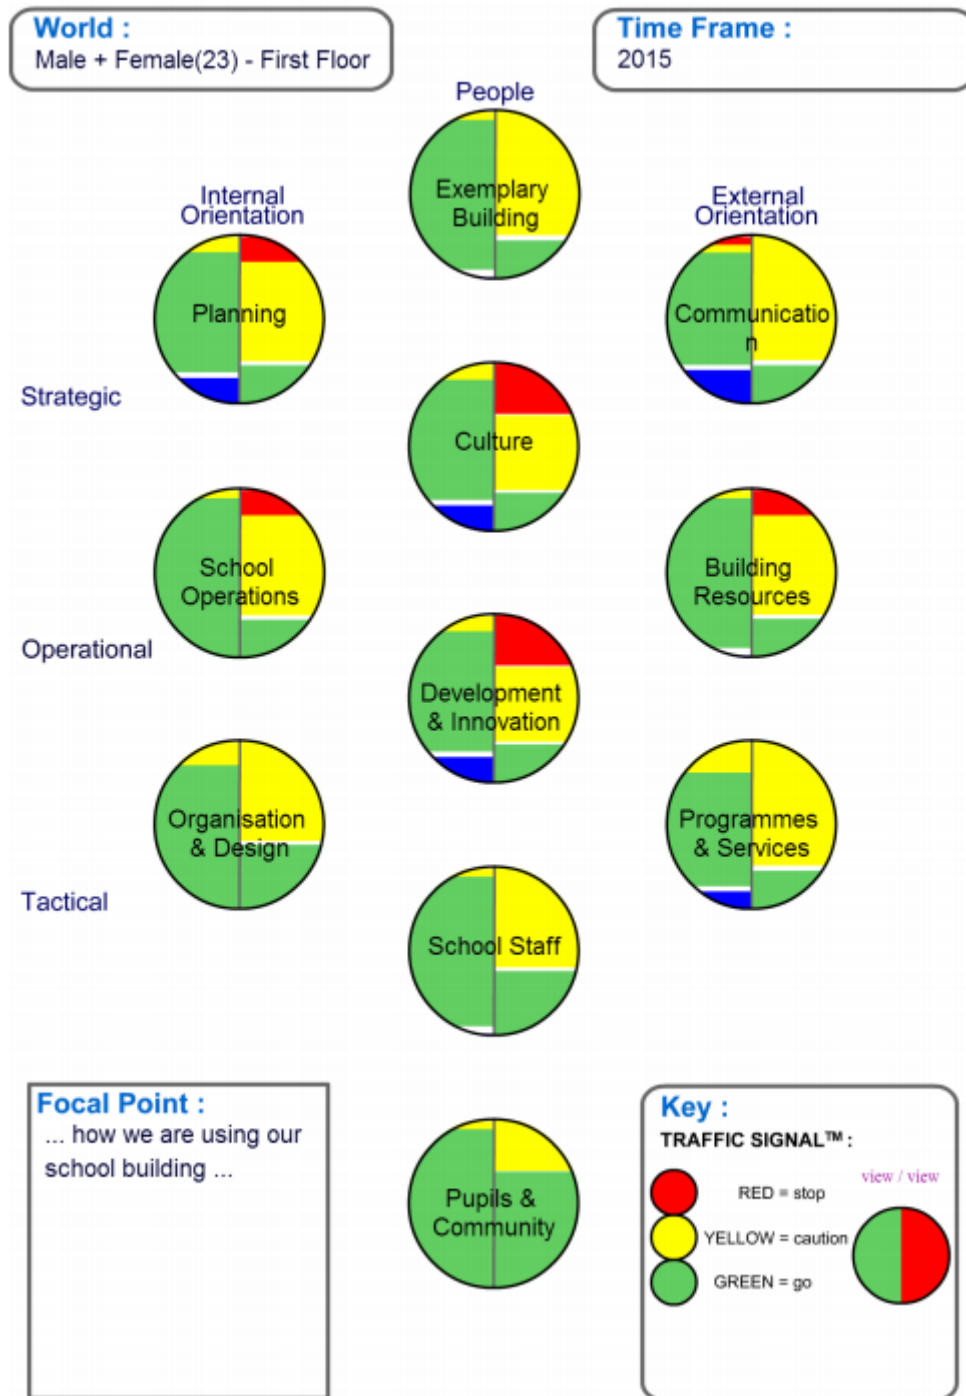 World :
Male + Female(23) - First Floor
Time Frame :
2015
People
Exemplary
Building
Internal
Orientation
External
Orientation
Planning
Communicatio
n
Strategic
Culture
School
Operations
Building
Resources
Operational
Development
& Innovation
Organisation
& Design
Programmes
& Services
Tactical
School Staff
Focal Point :
... how we are using our
school building ...
Pupils &
Community
Key :
TRAFFIC SIGNAL™ :
view / view
RED = stop
YELLOW = caution
GREEN = go